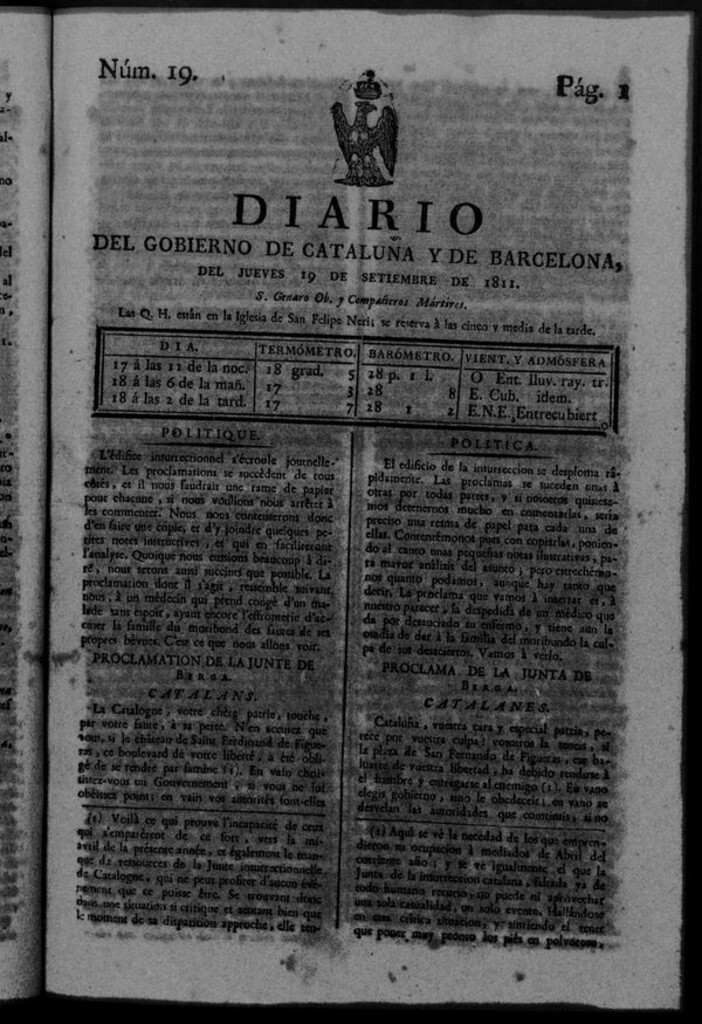 Núm. 19.
Pág. 1
DIARIO
DEL GOBIERNO DE CATALUÑA Y DE BARCELONA,
DEL JUEVES 19 DE SETIEMBRE DE 1811.
S. Genaro Ob. y Compañeros Mártires.
Las Q. H. están en la Iglesia de San Felipe Neri; se reserva á las cinco y media de la tarde.
DIA. TERMÓMETRO. BARÓMETRO. VIENT. Y ADMÓSFERA
17 á las 11 de la noc. 18 grad. 5 28 p. 1 l. O Ent. lluv. ray. tr.
18 á las 6 de la mañ. 17 3 28 8 E. Cub. idem.
18 á las 2 de la tard. 17 7 28 1 2 E.N.E. Entrecubiert
POLITIQUE.
L'édifice insurrectionnel s'écroule journelle-
ment. Les proclamations se succèdent de tous
côtés, et il nous faudrait une rame de papier
pour chacune, si nous voulions nous arrêter à
les commenter. Nous nous contenterons donc
d'en faire une copie, et d'y joindre quelques pe-
tites notes instructives, et qui en faciliteront
l'analyse. Quoique nous eussions beaucoup à di-
re, nous serons aussi succincts que possible. La
proclamation dont il s'agit, ressemble suivant
nous, à un médecin qui prend congé d'un ma-
lade sans espoir, ayant encore l'effronterie d'ac-
cuser la famille du moribond des fautes de ses
propres bévues. C'est ce que nous allons voir.
PROCLAMATION DE LA JUNTE DE
BERGA.
CATALANS.
La Catalogne, votre chère patrie, touche,
par votre faute, à sa perte. N'en accusez que
vous, si le château de Saint Ferdinand de Figue-
ras, ce boulevard de votre liberté, a été obli-
gé de se rendre par famine (1). En vain choi-
sissez-vous un Gouvernement, si vous ne lui
obéissez point; en vain vos autorités font-elles
(1) Voilà ce qui prouve l'incapacité de ceux
qui s'emparèrent de ce fort, vers la mi-
avril de la présente année, et également le man-
que de ressources de la Junte insurrectionnelle
de Catalogne, qui ne peut profiter d'aucun évé-
nement que ce puisse être. Se trouvant donc
dans une situation si critique et sentant bien que
le moment de sa disparition approche, elle
POLITICA.
El edificio de la insurreccion se desploma rá-
pidamente. Las proclamas se suceden unas á
otras por todas partes, y si nosotros quisiese-
mos detenernos mucho en comentarlas, seria
preciso una resma de papel para cada una de
ellas. Contentémonos pues con copiarlas, ponien-
do al canto unas pequeñas notas ilustrativas, pa-
ra mayor análisis del asunto; pero estrechémo-
nos quanto podamos, aunque hay tanto que
decir. La proclama que vamos á insertar es, á
nuestro parecer, la despedida de un médico que
da por desauciado su enfermo, y tiene aun la
osadía de dar á la familia del moribundo la cul-
pa de sus desaciertos. Vamos á verlo.
PROCLAMA DE LA JUNTA DE
BERGA.
CATALANES.
Cataluña, vuestra cara y especial patria, pe-
rece por vuestra culpa: vosotros la teneis, si
la plaza de San Fernando de Figueras, ese ba-
luarte de vuestra libertad, ha debido rendirse á
el hambre y entregarse al enemigo (1). En vano
elegis gobierno, sino le obedeceis; en vano se
desvelan las autoridades que constituis, si no
(1) Aqui se vé la necedad de los que empren-
dieron su ocupacion á mediados de Abril del
corriente año; y se ve igualmente el que la
Junta de la insurreccion catalana, falsada ya de
todo humano recurso, no puede ni aprovechar
una sola casualidad, un solo evento. Hallándose
en esta crítica situacion, y sintiendo el tener
que poner muy pronto los piés en polvorosa,